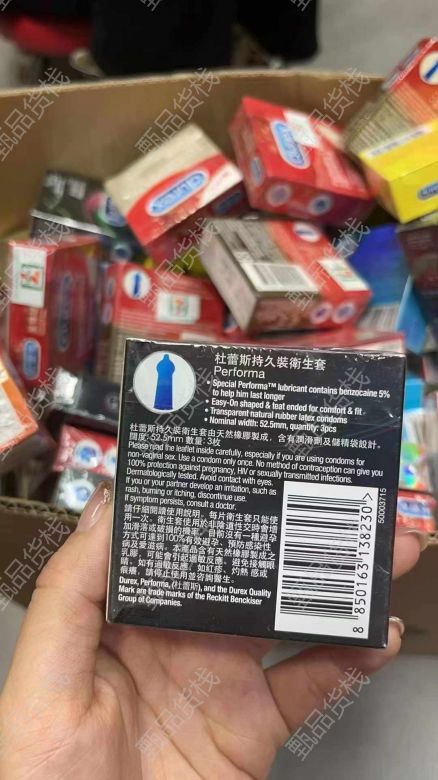 甄品货栈
durex
7-ELEVEN
杜蕾斯持久裝衛生套
Performa
• Special Performa™ lubricant contains benzocaine 5%
to help him last longer
• Easy-On shaped & teat ended for comfort & fit
• Transparent natural rubber latex condoms
• Nominal width: 52.5mm, quantity: 3pcs
杜蕾斯持久裝衛生套由天然橡膠製成，含有潤滑劑及儲精袋設計。
闊度: 52.5mm 數量: 3枚
Please read the leaflet inside carefully, especially if you are using condoms for
non-vaginal sex. Use a condom only once. No method of contraception can give you
100% protection against pregnancy, HIV or sexually transmitted infections.
Dermatologically tested. Avoid contact with eyes.
If you or your partner develop an irritation, such as
rash, burning or itching, discontinue use.
If symptom persists, consult a doctor.
請仔細閱讀使用說明，每片衛生套只能使
用一次。衛生套使用於非陰道性交時會增
加滑落或破損的機率。目前沒有一種避孕
方式可達到100%有效避孕、預防感染性
病及愛滋病。本產品含有天然橡膠製成之
乳膠，可能會引起過敏反應。避免接觸眼
睛。如有過敏反應，如紅疹、灼熱感或
痕癢，請停止使用並咨詢醫生。
Durex, Performa, (杜蕾斯), and the Durex Quality
Mark are trade marks of the Reckitt Benckiser
Group of Companies.
50003715
8 850163 138230 >